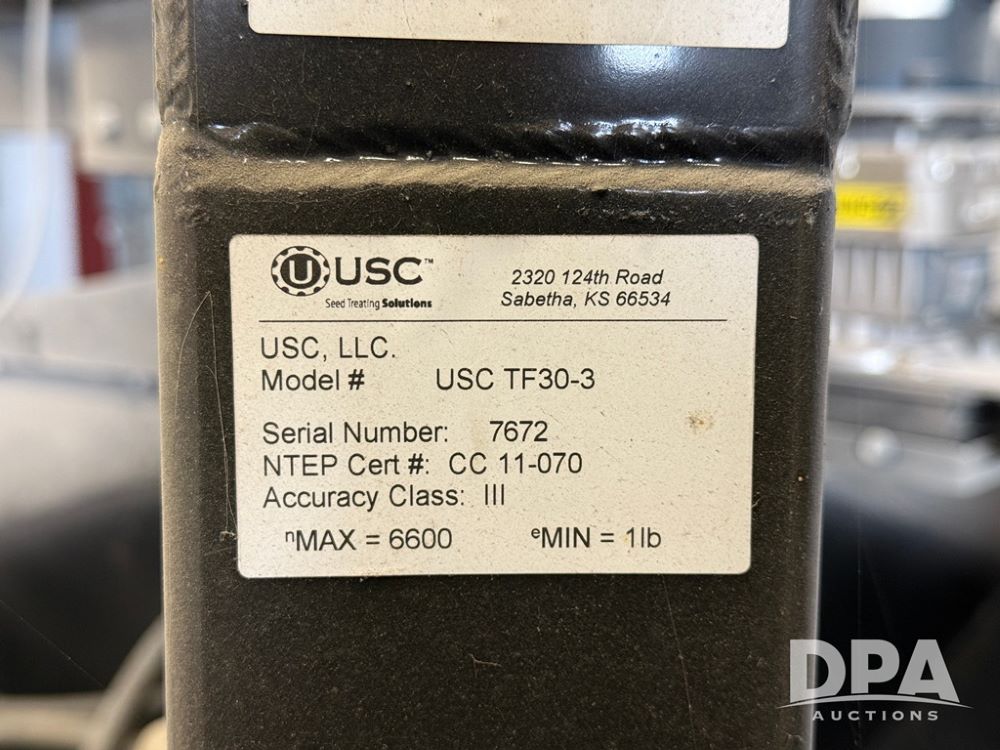 U USC™
Seed Treating Solutions
2320 124th Road
Sabetha, KS 66534
USC, LLC.
Model # USC TF30-3
Serial Number: 7672
NTEP Cert #: CC 11-070
Accuracy Class: III
nMAX = 6600 eMIN = 1lb
DPA
AUCTIONS